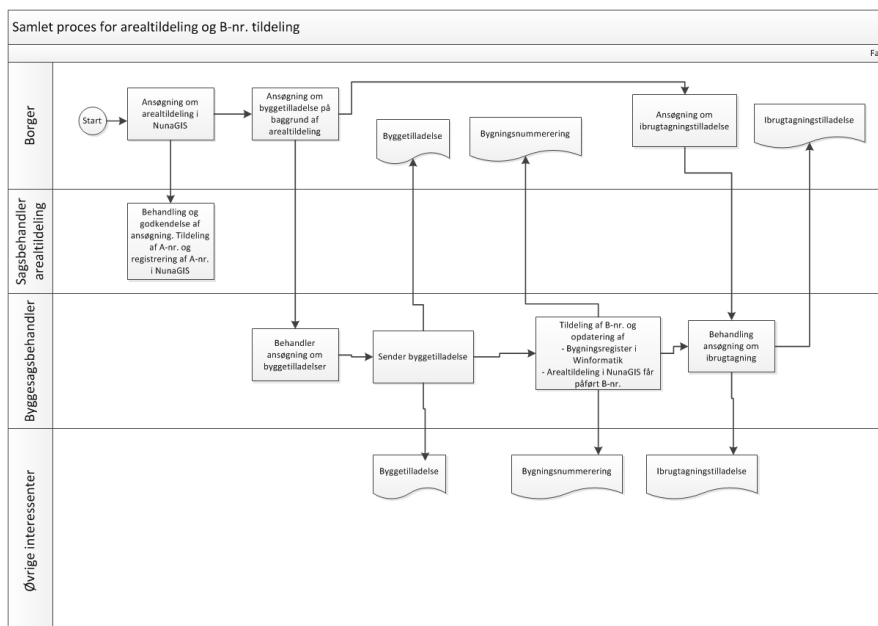 Samlet proces for arealtildeling og B-nr. tildeling
Fa
Borger
Start
Ansøgning om
arealtildeling i
NunaGIS
Ansøgning om
byggetilladelse på
baggrund af
arealtildeling
Byggetilladelse
Bygningsnummerering
Ansøgning om
ibrugtagningstilladelse
Ibrugtagningstilladelse
Sagsbehandler
arealtildeling
Behandling og
godkendelse af
ansøgning. Tildeling
af A-nr. og
registrering af A-nr.
i NunaGIS
Byggesagsbehandler
Behandler
ansøgning om
byggetilladelser
Sender byggetilladelse
Tildeling af B-nr. og
opdatering af
- Bygningsregister i
Winformatik
- Arealtildeling i NunaGIS får
påført B-nr.
Behandling
ansøgning om
ibrugtagning
Øvrige interessenter
Byggetilladelse
Bygningsnummerering
Ibrugtagningstilladelse